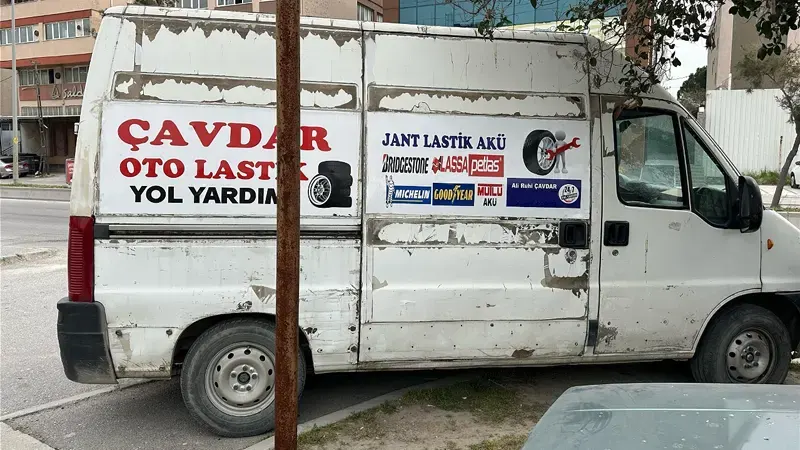 ÇAVDAR
OTO LASTİK
YOL YARDIM
JANT LASTİK AKÜ
BRIDGESTONE LASSA petlas
MICHELIN GOODYEAR MUTLU AKÜ
Ali Ruhi ÇAVDAR 24/7